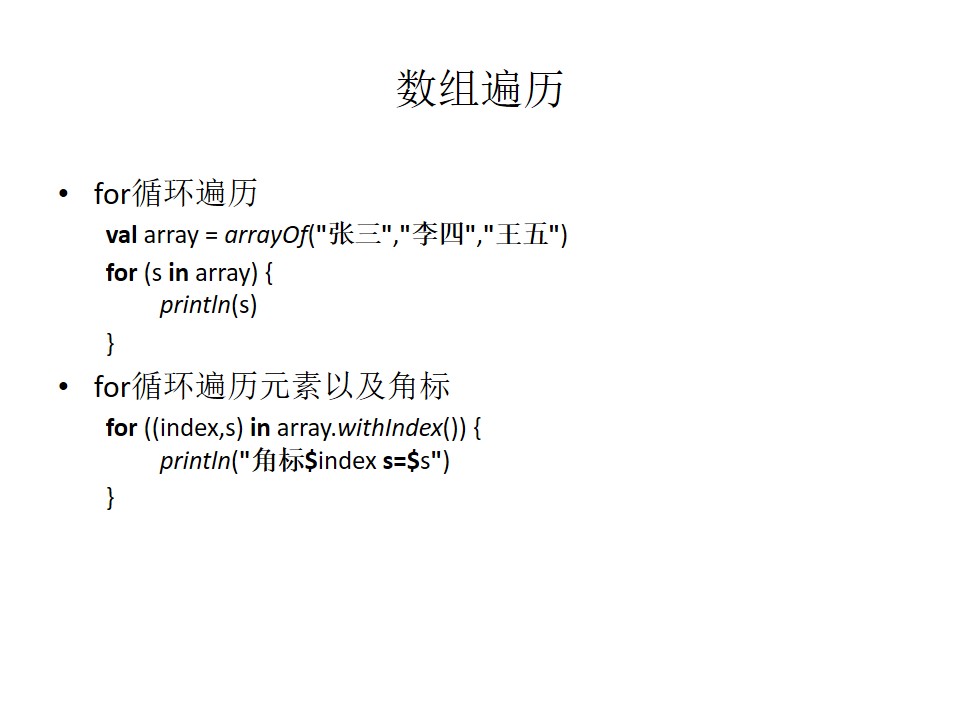 数组遍历
• for循环遍历
val array = arrayOf("张三","李四","王五")
for (s in array) {
println(s)
}
• for循环遍历元素以及角标
for ((index,s) in array.withIndex()) {
println("角标$index s=$s")
}